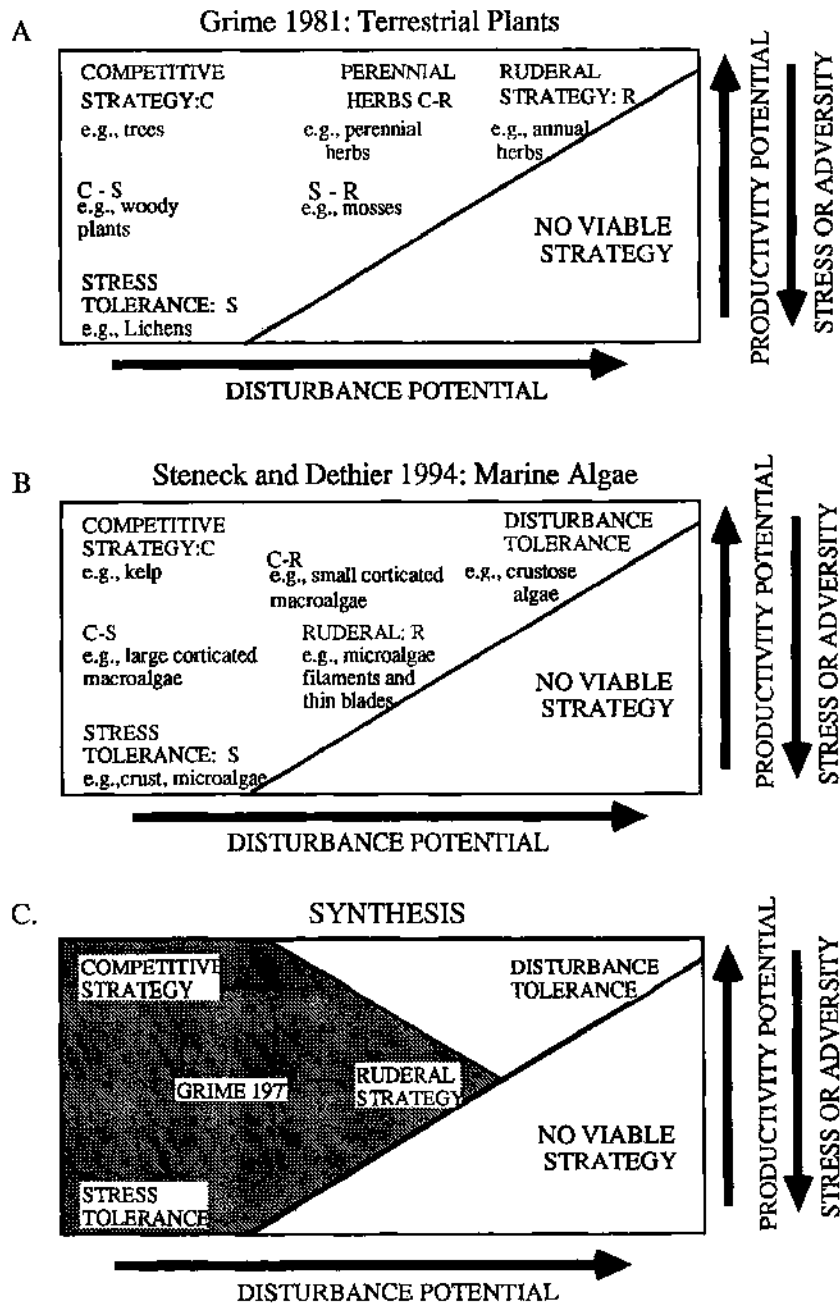 A
Grime 1981: Terrestrial Plants
COMPETITIVE
STRATEGY:C
e.g., trees
PERENNIAL
HERBS C-R
e.g., perennial
herbs
RUDERAL
STRATEGY: R
e.g., annual
herbs
C - S
e.g., woody
plants
S - R
e.g., mosses
NO VIABLE
STRATEGY
STRESS
TOLERANCE: S
e.g., Lichens
DISTURBANCE POTENTIAL
PRODUCTIVITY POTENTIAL
STRESS OR ADVERSITY
B
Steneck and Dethier 1994: Marine Algae
COMPETITIVE
STRATEGY:C
e.g., kelp
C-R
e.g., small corticated
macroalgae
DISTURBANCE
TOLERANCE
e.g., crustose
algae
C-S
e.g., large corticated
macroalgae
RUDERAL: R
e.g., microalgae
filaments and
thin blades
NO VIABLE
STRATEGY
STRESS
TOLERANCE: S
e.g.,crust, microalgae
DISTURBANCE POTENTIAL
PRODUCTIVITY POTENTIAL
STRESS OR ADVERSITY
C.
SYNTHESIS
COMPETITIVE
STRATEGY
DISTURBANCE
TOLERANCE
GRIME 197
RUDERAL
STRATEGY
NO VIABLE
STRATEGY
STRESS
TOLERANCE
DISTURBANCE POTENTIAL
PRODUCTIVITY POTENTIAL
STRESS OR ADVERSITY